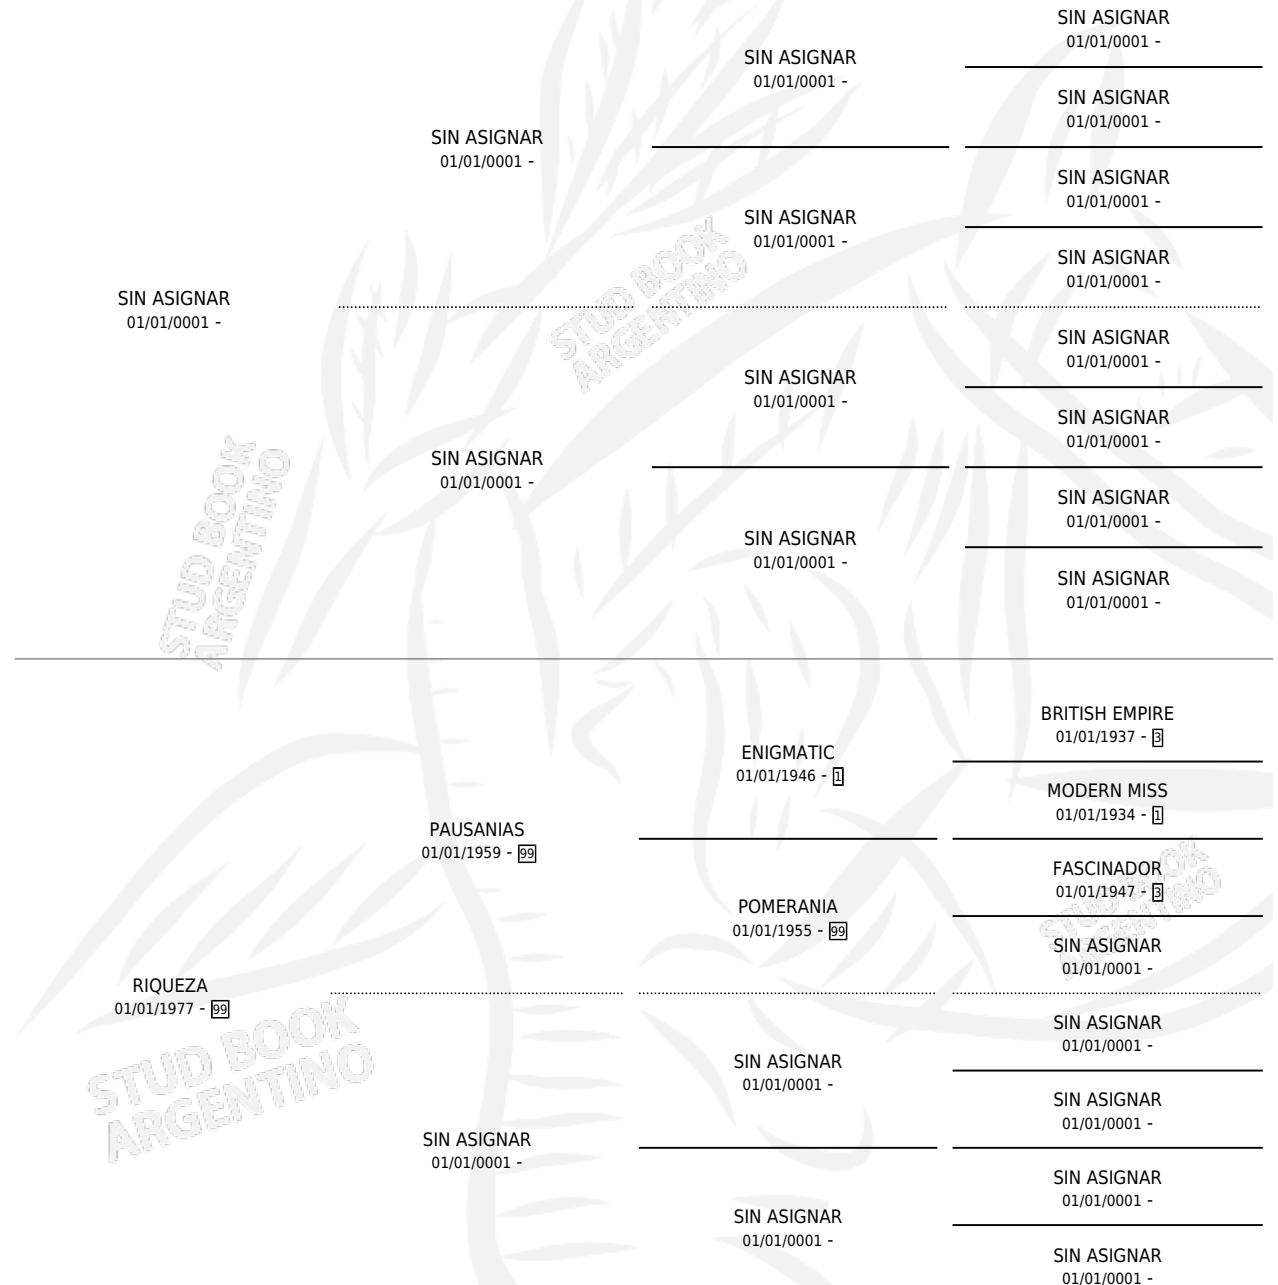 SIN ASIGNAR
01/01/0001 -
SIN ASIGNAR
01/01/0001 -
SIN ASIGNAR
01/01/0001 -
SIN ASIGNAR
01/01/0001 -
SIN ASIGNAR
01/01/0001 -
SIN ASIGNAR
01/01/0001 -
SIN ASIGNAR
01/01/0001 -
STUD BOOK
ARGENTINO
SIN ASIGNAR
01/01/0001 -
SIN ASIGNAR
01/01/0001 -
SIN ASIGNAR
01/01/0001 -
SIN ASIGNAR
01/01/0001 -
SIN ASIGNAR
01/01/0001 -
SIN ASIGNAR
01/01/0001 -
STUD BOOK
ARGENTINO
SIN ASIGNAR
01/01/0001 -
SIN ASIGNAR
01/01/0001 -
SIN ASIGNAR
01/01/0001 -
BRITISH EMPIRE
01/01/1937 - 3
ENIGMATIC
01/01/1946 - 1
MODERN MISS
01/01/1934 - 1
PAUSANIAS
01/01/1959 - 99
FASCINADOR
01/01/1947 - 3
STUD BOOK
ARGENTINO
POMERANIA
01/01/1955 - 99
SIN ASIGNAR
01/01/0001 -
RIQUEZA
01/01/1977 - 99
STUD BOOK
ARGENTINO
SIN ASIGNAR
01/01/0001 -
SIN ASIGNAR
01/01/0001 -
SIN ASIGNAR
01/01/0001 -
SIN ASIGNAR
01/01/0001 -
SIN ASIGNAR
01/01/0001 -
SIN ASIGNAR
01/01/0001 -
SIN ASIGNAR
01/01/0001 -